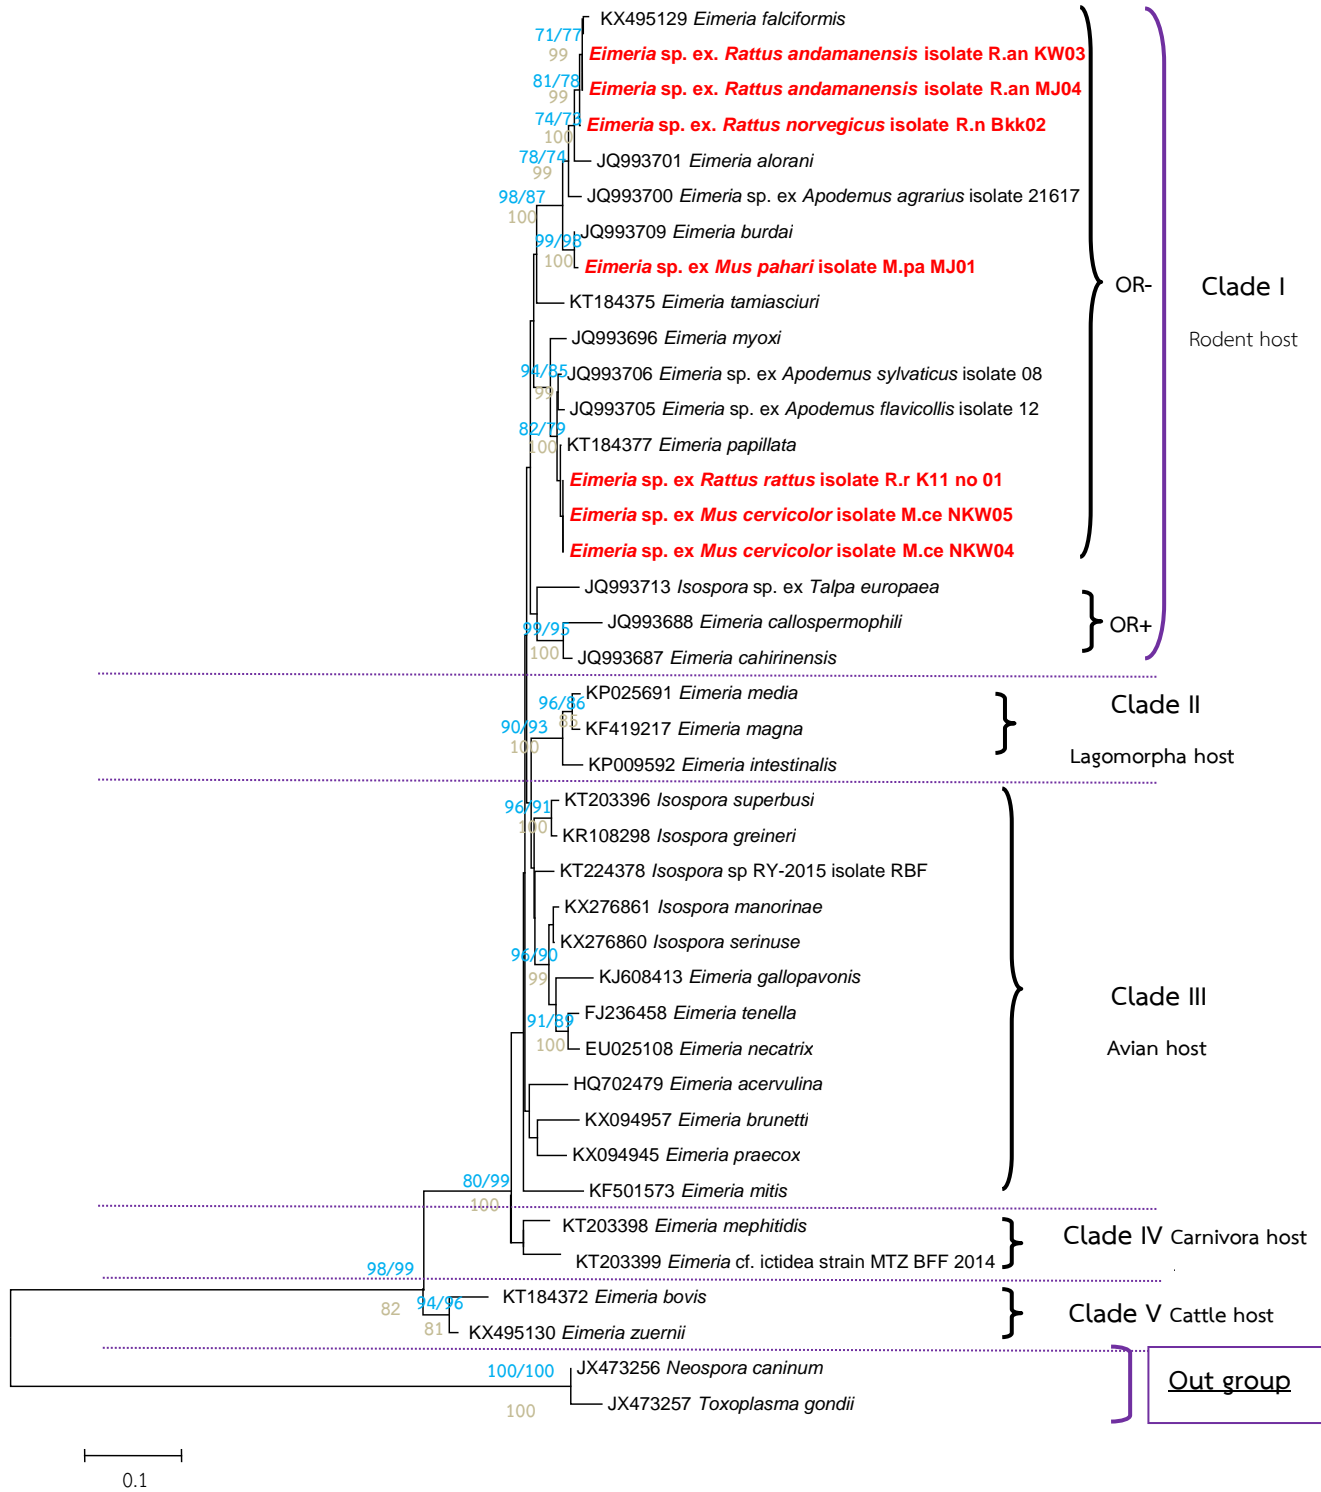 KX495129 Eimeria falciformis
71/77
99
Eimeria sp. ex. Rattus andamanensis isolate R.an KW03
81/78
99
Eimeria sp. ex. Rattus andamanensis isolate R.an MJ04
74/73
100
Eimeria sp. ex. Rattus norvegicus isolate R.n Bkk02
78/74
99
JQ993701 Eimeria alorani
98/87
100
JQ993700 Eimeria sp. ex Apodemus agrarius isolate 21617
JQ993709 Eimeria burdai
99/98
100
Eimeria sp. ex Mus pahari isolate M.pa MJ01
OR-
Clade I
Rodent host
KT184375 Eimeria tamiasciuri
JQ993696 Eimeria myoxi
94/85
99
JQ993706 Eimeria sp. ex Apodemus sylvaticus isolate 08
JQ993705 Eimeria sp. ex Apodemus flavicollis isolate 12
82/79
100
KT184377 Eimeria papillata
Eimeria sp. ex Rattus rattus isolate R.r K11 no 01
Eimeria sp. ex Mus cervicolor isolate M.ce NKW05
Eimeria sp. ex Mus cervicolor isolate M.ce NKW04
JQ993713 Isospora sp. ex Talpa europaea
99/95
100
JQ993688 Eimeria callospermophili
OR+
JQ993687 Eimeria cahirinensis
KP025691 Eimeria media
96/86
85
Clade II
90/93
100
KF419217 Eimeria magna
KP009592 Eimeria intestinalis
Lagomorpha host
KT203396 Isospora superbusi
96/91
100
KR108298 Isospora greineri
KT224378 Isospora sp RY-2015 isolate RBF
KX276861 Isospora manorinae
KX276860 Isospora serinuse
96/90
99
KJ608413 Eimeria gallopavonis
Clade III
FJ236458 Eimeria tenella
91/89
100
EU025108 Eimeria necatrix
Avian host
HQ702479 Eimeria acervulina
KX094957 Eimeria brunetti
KX094945 Eimeria praecox
80/99
100
KF501573 Eimeria mitis
KT203398 Eimeria mephitidis
Clade IV Carnivora host
KT203399 Eimeria cf. ictidea strain MTZ BFF 2014
98/99
82
KT184372 Eimeria bovis
94/96
81
Clade V Cattle host
KX495130 Eimeria zuernii
JX473256 Neospora caninum
100/100
100
Out group
JX473257 Toxoplasma gondii
0.1